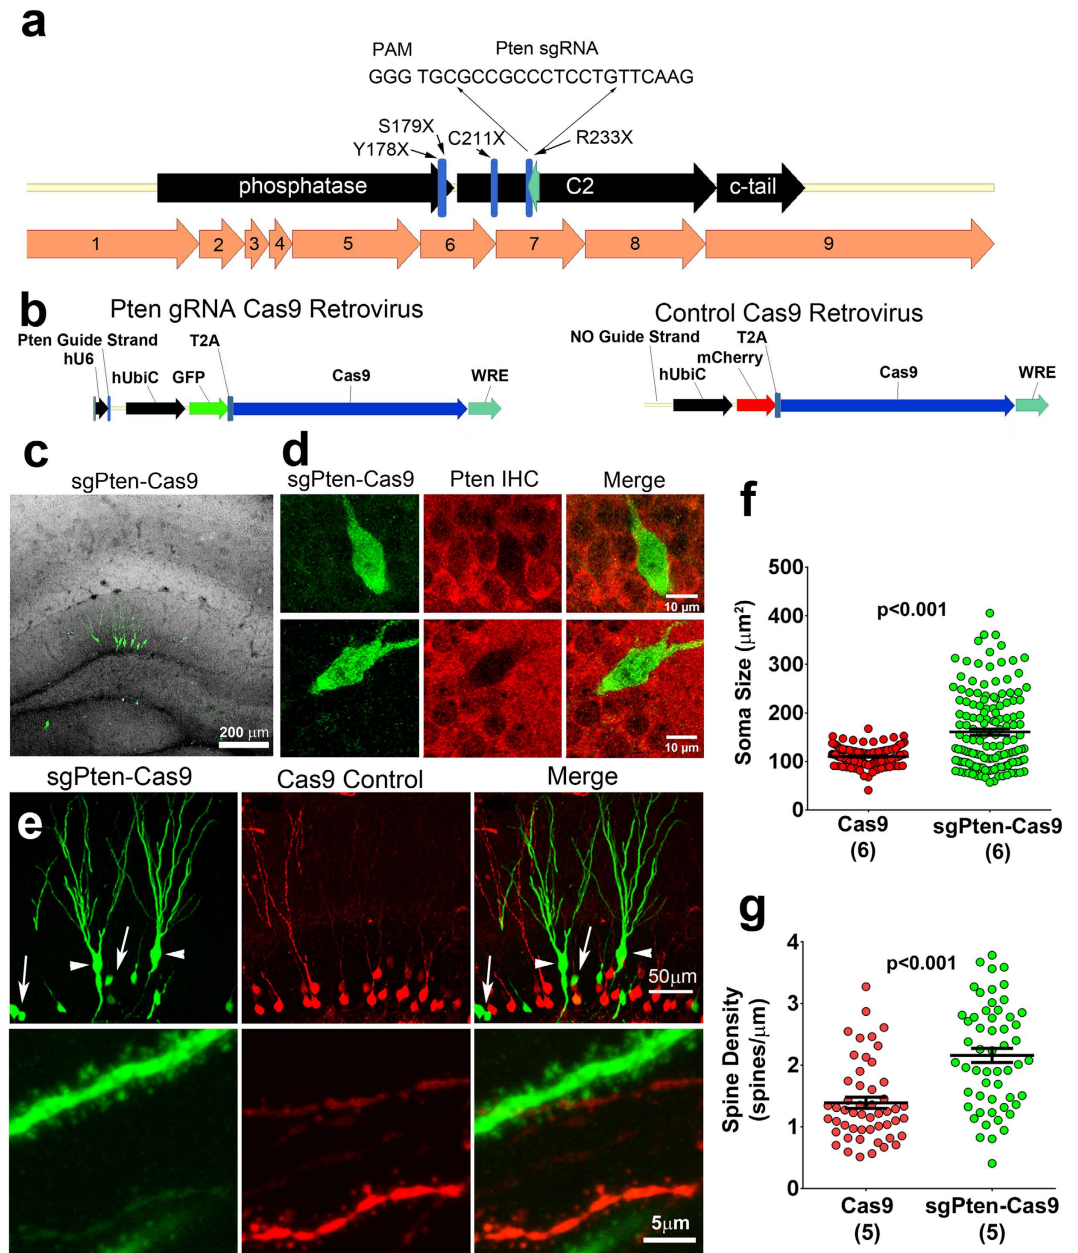 a
PAM Pten sgRNA
GGG TGCGCCGCCCTCCTGTTCAAG
S179X
Y178X
C211X
R233X
phosphatase C2 c-tail
1 2 3 4 5 6 7 8 9
b
Pten gRNA Cas9 Retrovirus
Pten Guide Strand
hU6
hUbiC
GFP
T2A
Cas9
WRE
Control Cas9 Retrovirus
NO Guide Strand
hUbiC
mCherry
T2A
Cas9
WRE
c
sgPten-Cas9
200 µm
d
sgPten-Cas9 Pten IHC Merge
10 µm
10 µm
e
sgPten-Cas9 Cas9 Control Merge
50µm
5µm
f
Soma Size (µm²)
500
400
300
200
100
0
p<0.001
Cas9 sgPten-Cas9
(6) (6)
g
Spine Density
(spines/µm)
4
3
2
1
0
p<0.001
Cas9 sgPten-Cas9
(5) (5)